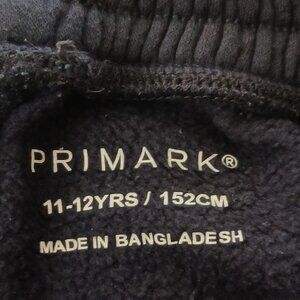 PRIMARK®
11-12YRS / 152CM
MADE IN BANGLADESH